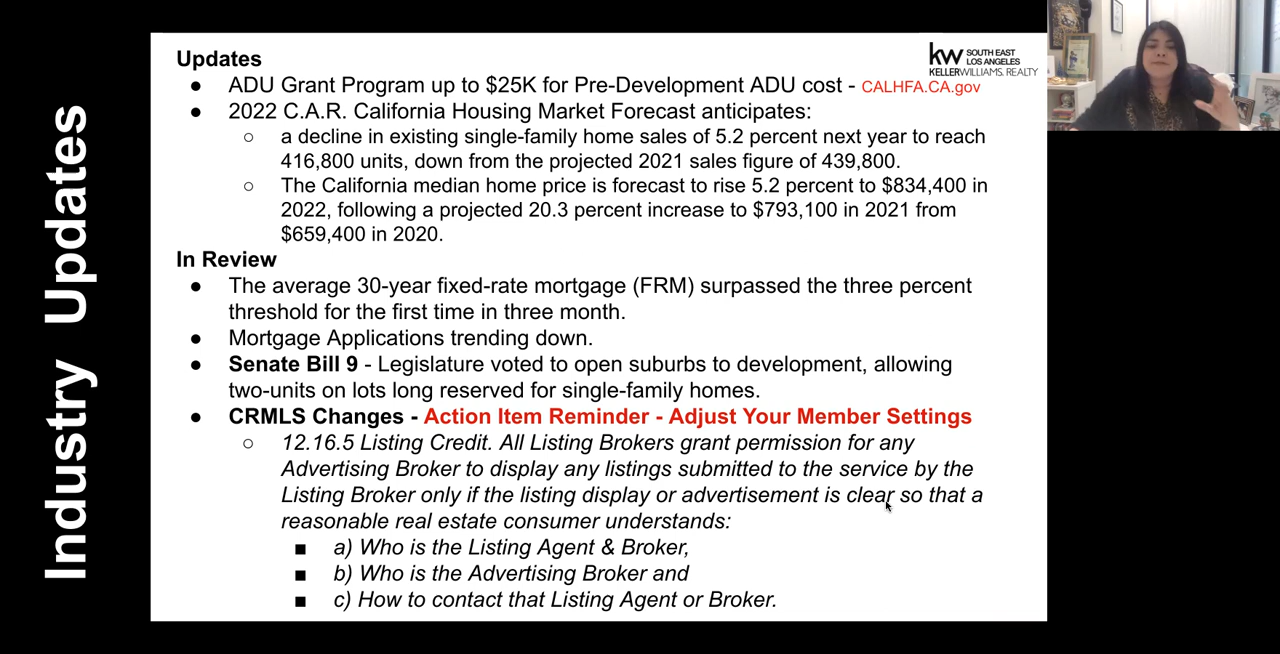 Industry Updates
Updates
kw SOUTH EAST
LOS ANGELES
KELLERWILLIAMS. REALTY
● ADU Grant Program up to $25K for Pre-Development ADU cost - CALHFA.CA.gov
● 2022 C.A.R. California Housing Market Forecast anticipates:
○ a decline in existing single-family home sales of 5.2 percent next year to reach
416,800 units, down from the projected 2021 sales figure of 439,800.
○ The California median home price is forecast to rise 5.2 percent to $834,400 in
2022, following a projected 20.3 percent increase to $793,100 in 2021 from
$659,400 in 2020.
In Review
● The average 30-year fixed-rate mortgage (FRM) surpassed the three percent
threshold for the first time in three month.
● Mortgage Applications trending down.
● Senate Bill 9 - Legislature voted to open suburbs to development, allowing
two-units on lots long reserved for single-family homes.
● CRMLS Changes - Action Item Reminder - Adjust Your Member Settings
○ 12.16.5 Listing Credit. All Listing Brokers grant permission for any
Advertising Broker to display any listings submitted to the service by the
Listing Broker only if the listing display or advertisement is clear so that a
reasonable real estate consumer understands:
■ a) Who is the Listing Agent & Broker,
■ b) Who is the Advertising Broker and
■ c) How to contact that Listing Agent or Broker.